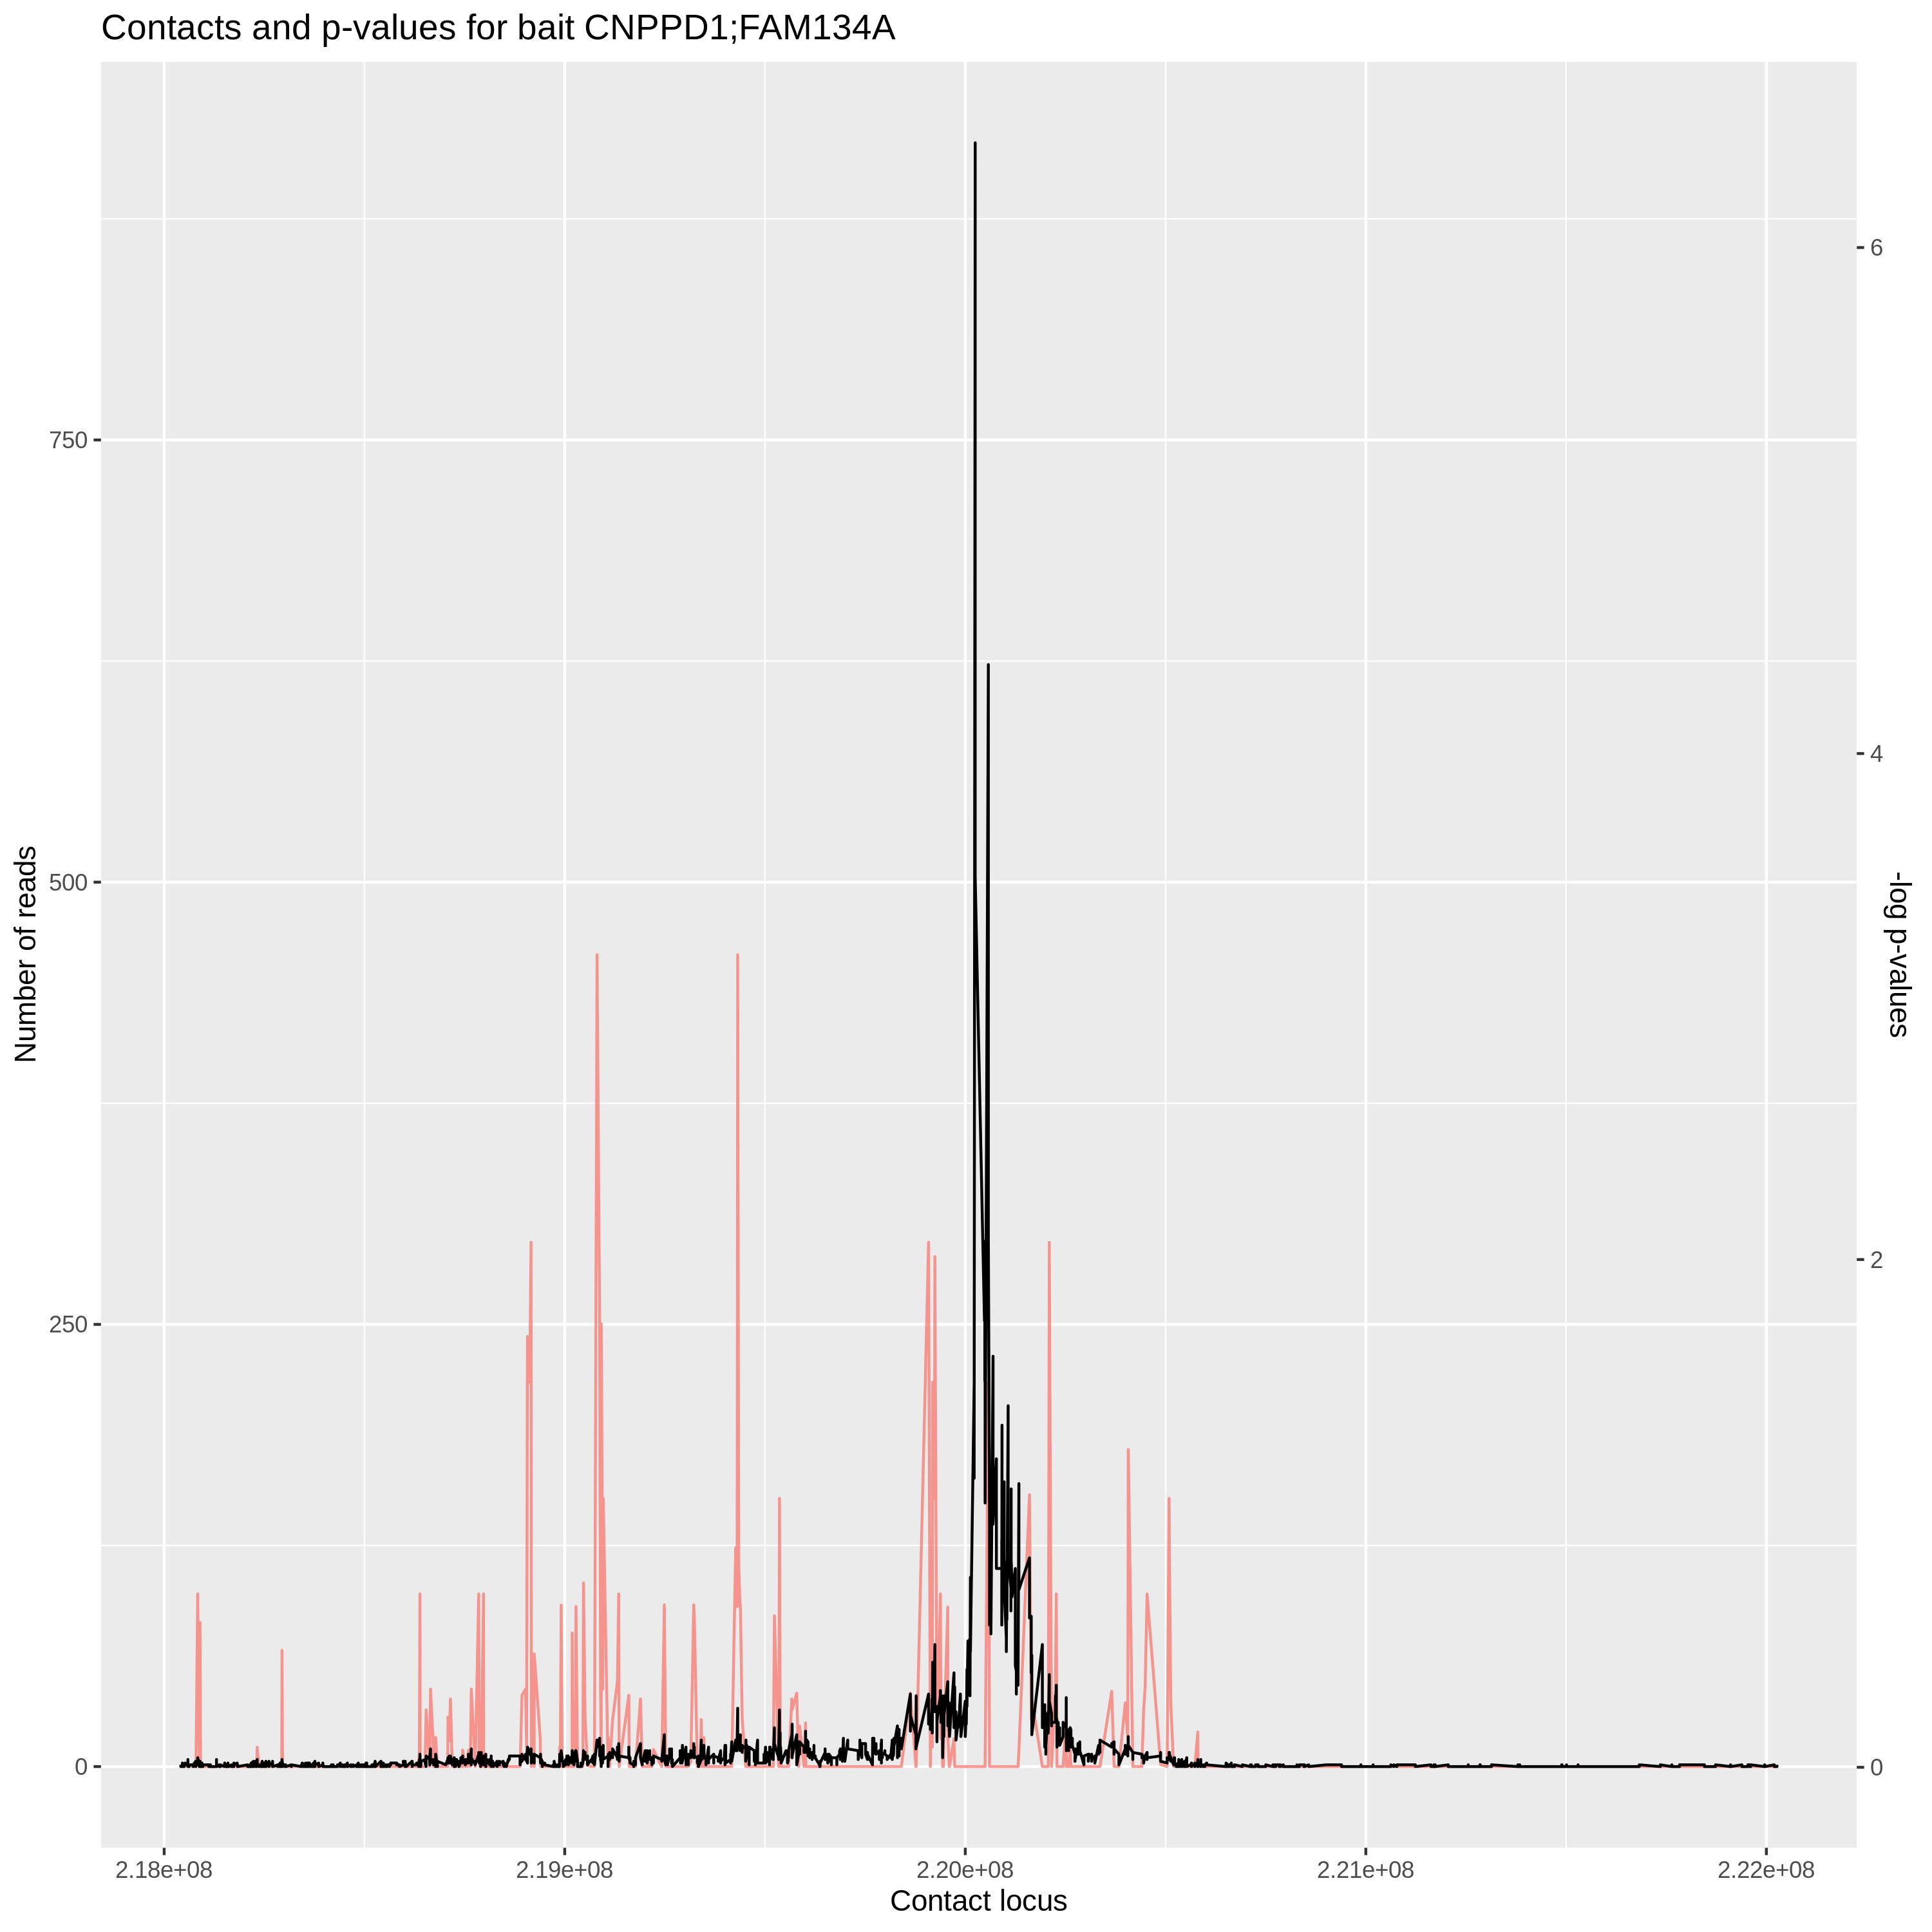 Contacts and p-values for bait CNPPD1;FAM134A
Number of reads
750
500
250
0
6
4
2
0
-log p-values
2.18e+08
2.19e+08
2.20e+08
2.21e+08
2.22e+08
Contact locus